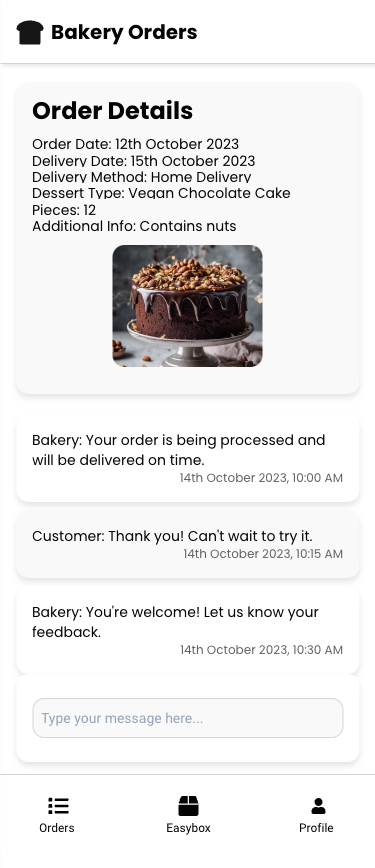 Bakery Orders
Order Details
Order Date: 12th October 2023
Delivery Date: 15th October 2023
Delivery Method: Home Delivery
Dessert Type: Vegan Chocolate Cake
Pieces: 12
Additional Info: Contains nuts
Bakery: Your order is being processed and
will be delivered on time.
14th October 2023, 10:00 AM
Customer: Thank you! Can't wait to try it.
14th October 2023, 10:15 AM
Bakery: You're welcome! Let us know your
feedback.
14th October 2023, 10:30 AM
Type your message here...
Orders Easybox Profile